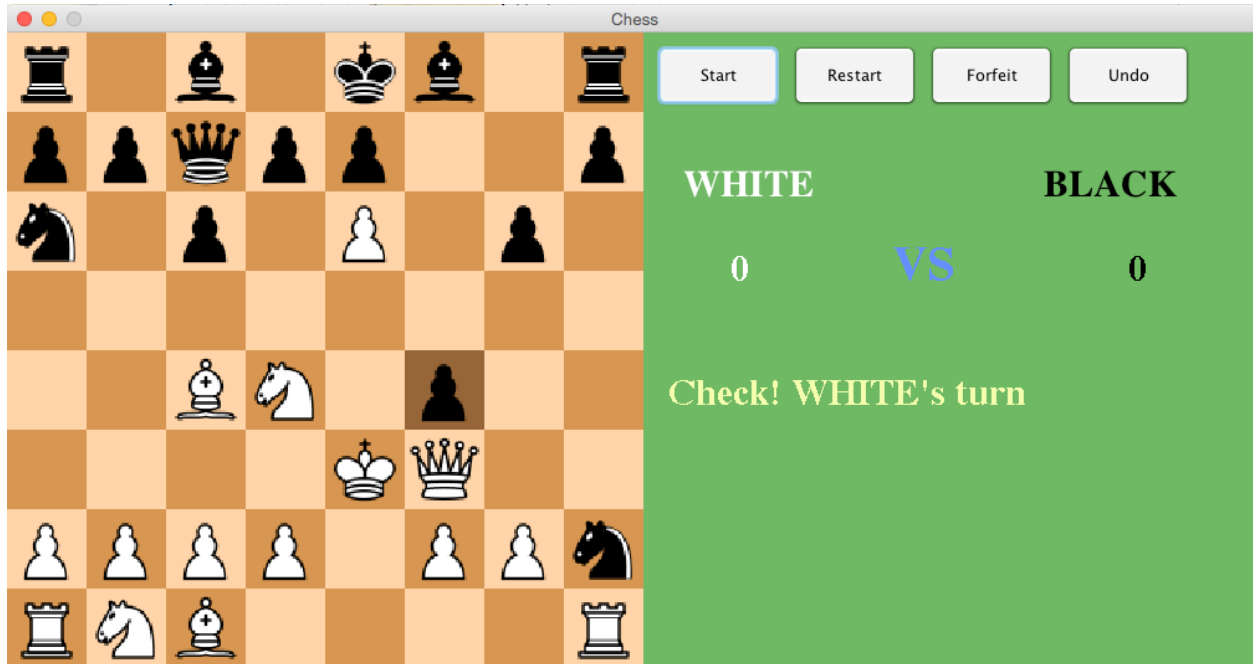 Chess
Start Restart Forfeit Undo
WHITE BLACK
0 VS 0
Check! WHITE's turn